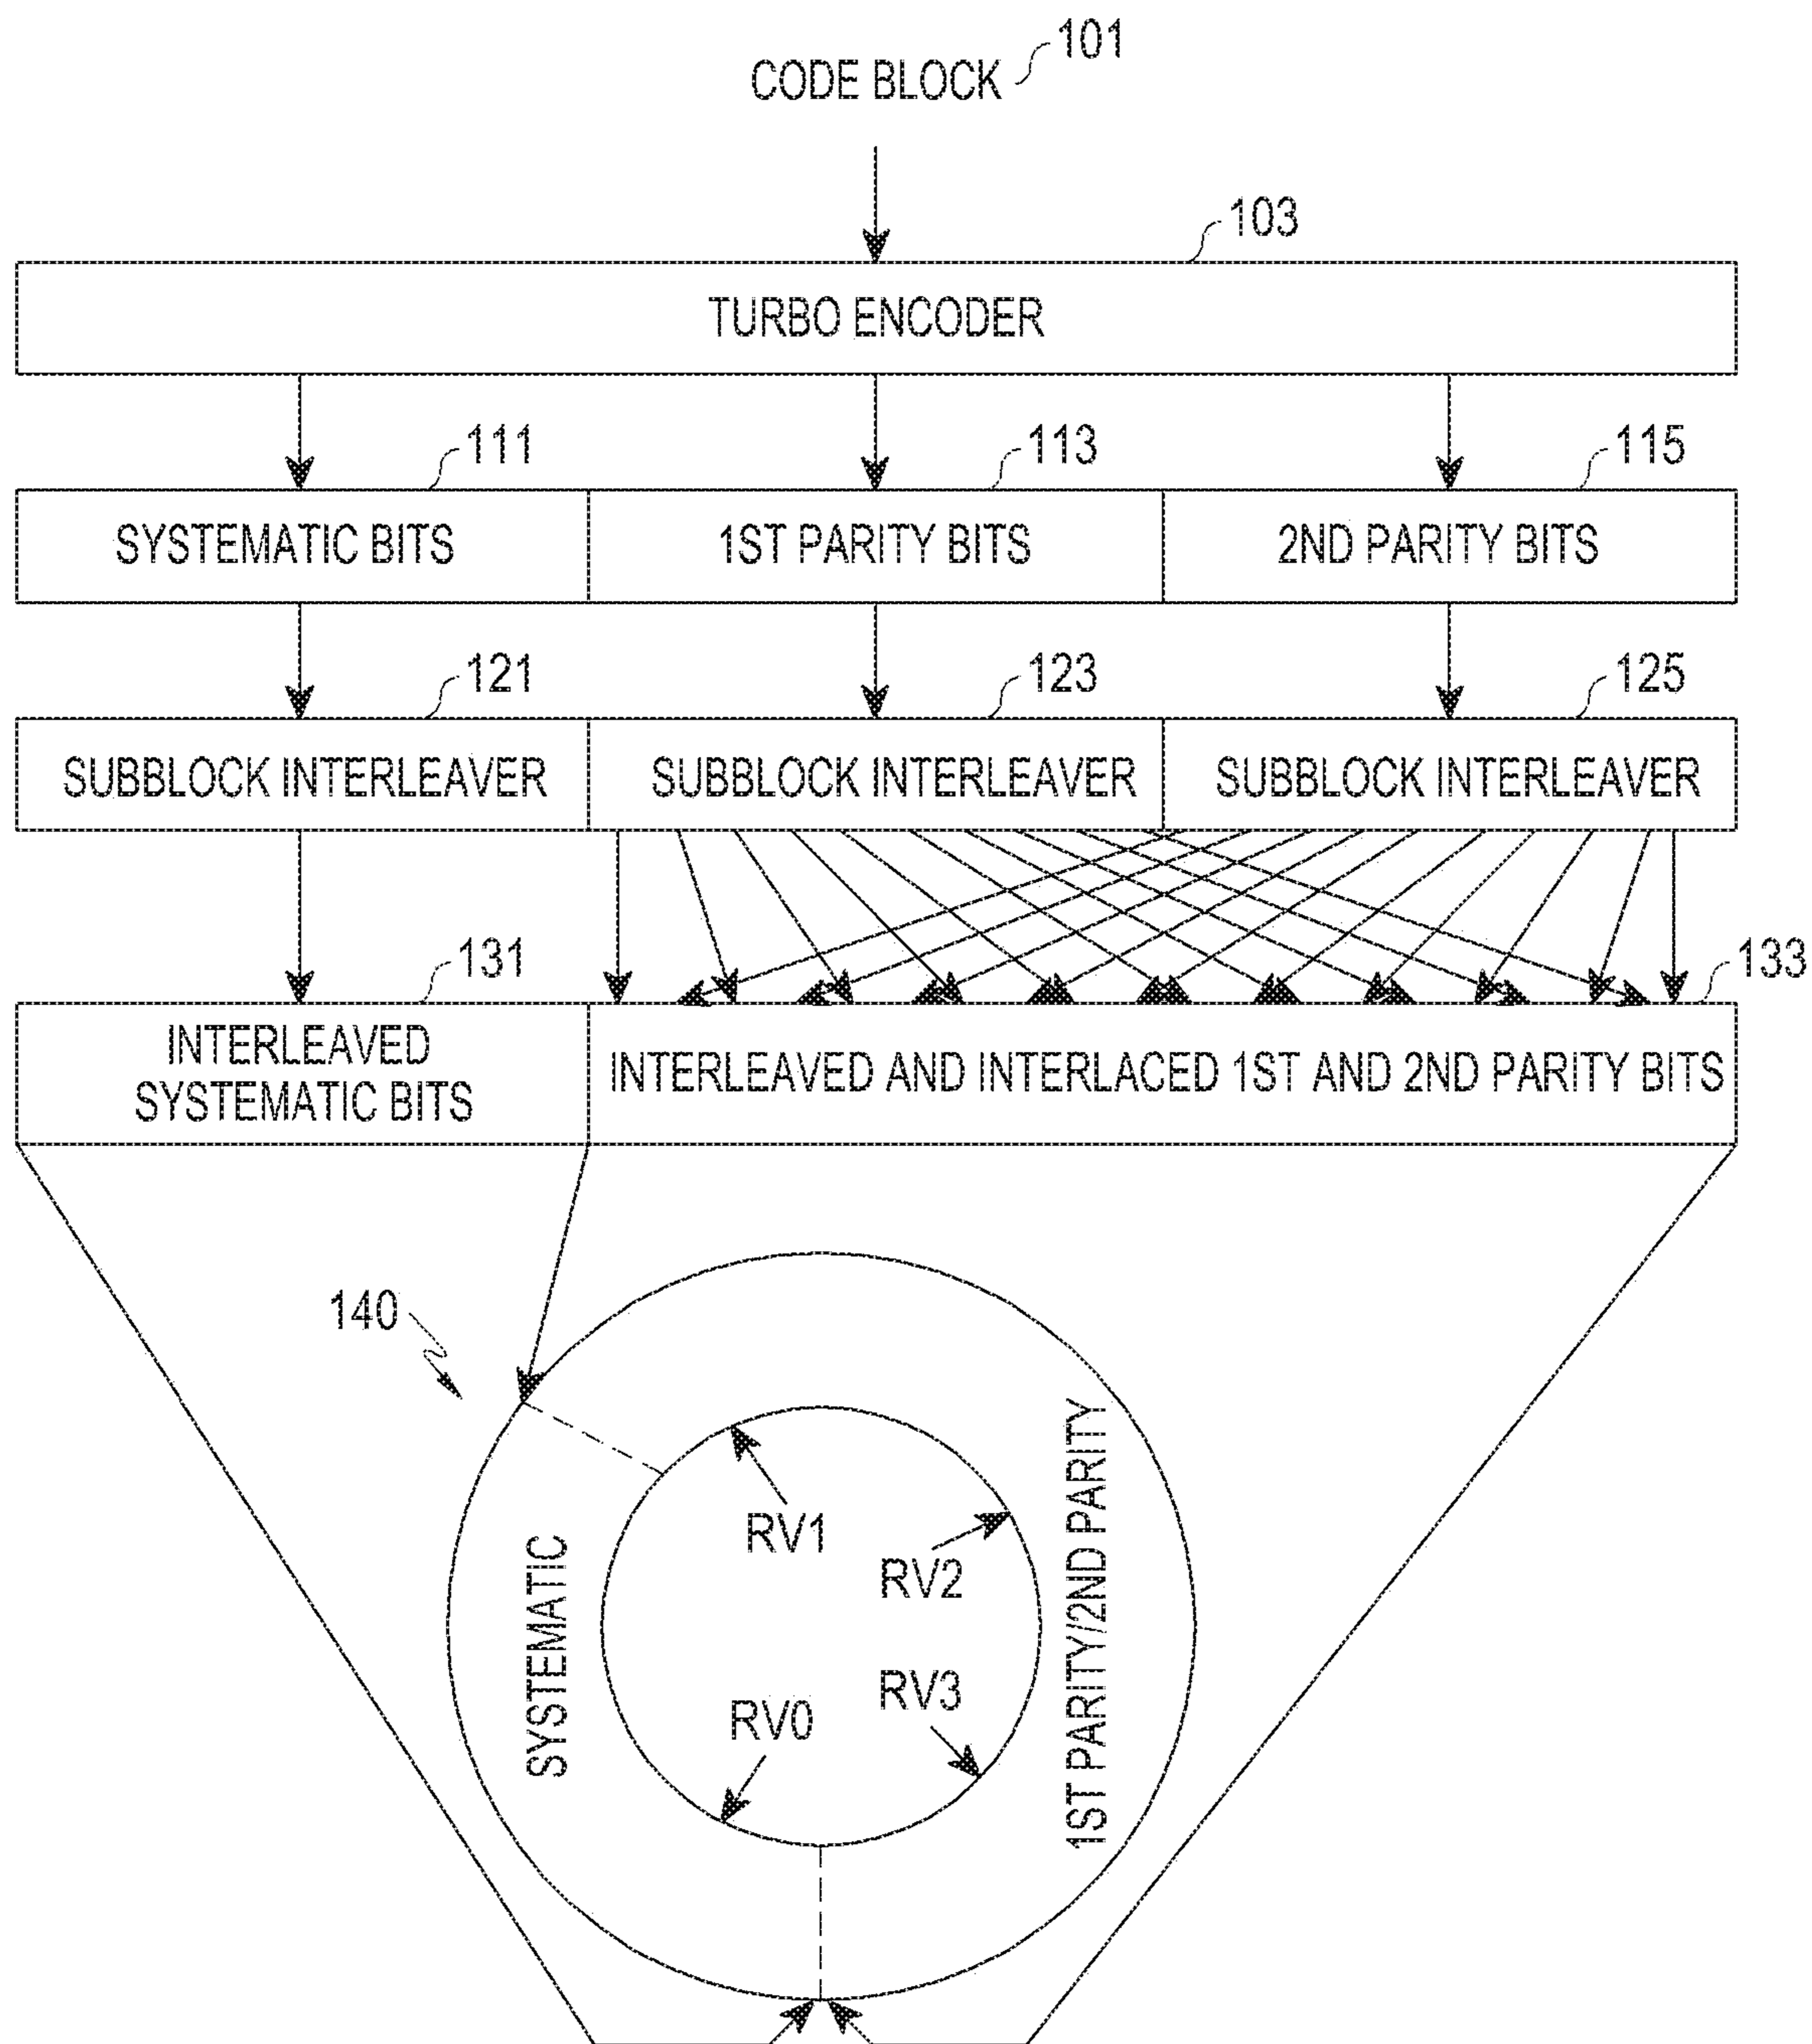 101
CODE BLOCK
103
TURBO ENCODER
111
113
115
SYSTEMATIC BITS
1ST PARITY BITS
2ND PARITY BITS
121
123
125
SUBBLOCK INTERLEAVER
SUBBLOCK INTERLEAVER
SUBBLOCK INTERLEAVER
131
133
INTERLEAVED
SYSTEMATIC BITS
INTERLEAVED AND INTERLACED 1ST AND 2ND PARITY BITS
140
SYSTEMATIC
RV1
RV2
RV3
RV0
1ST PARITY/2ND PARITY